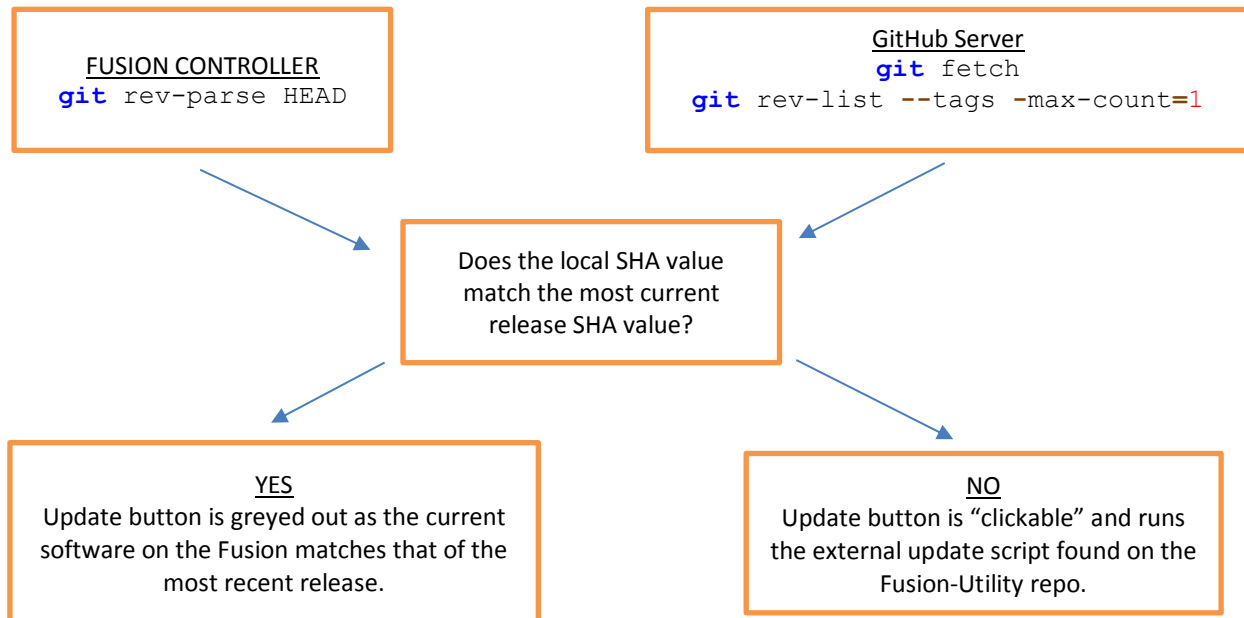 FUSION CONTROLLER
git rev-parse HEAD
GitHub Server
git fetch
git rev-list --tags -max-count=1
Does the local SHA value
match the most current
release SHA value?
YES
Update button is greyed out as the current
software on the Fusion matches that of the
most recent release.
NO
Update button is “clickable” and runs
the external update script found on the
Fusion-Utility repo.